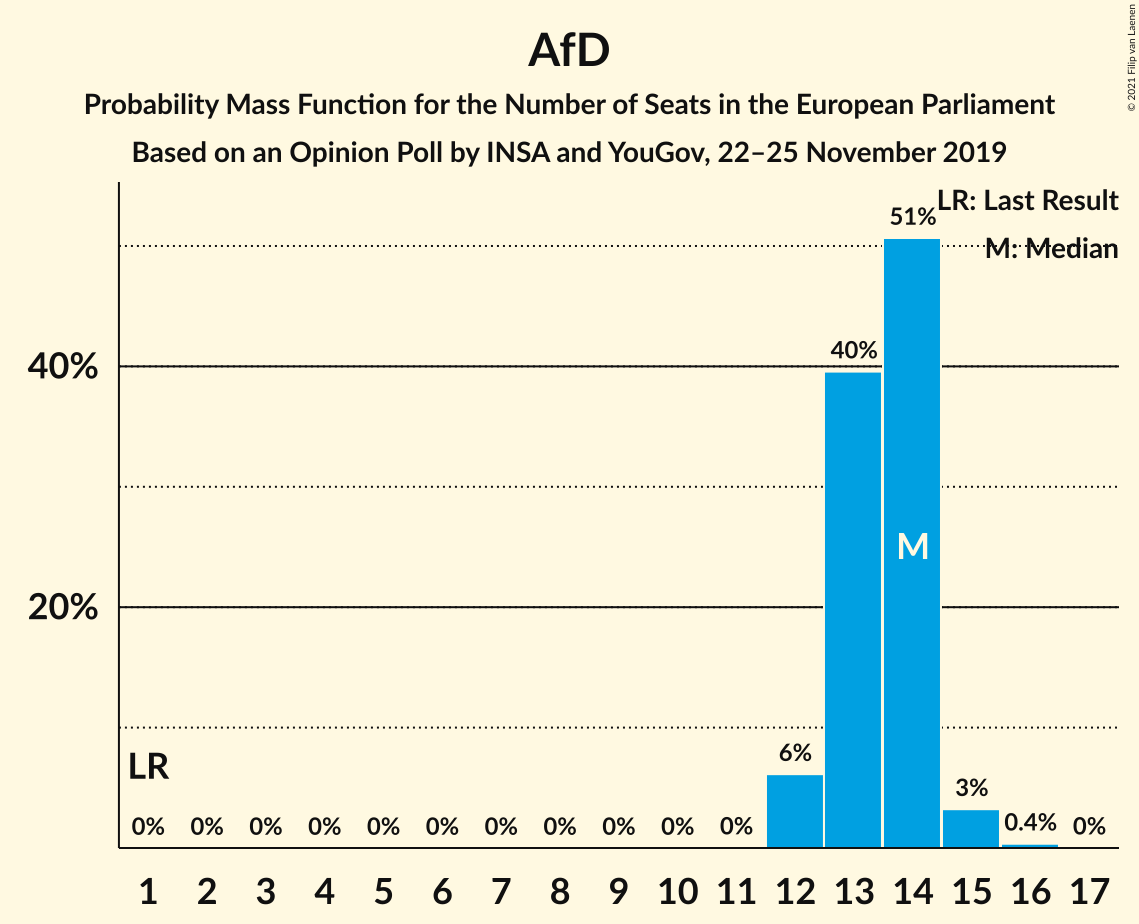 AfD
Probability Mass Function for the Number of Seats in the European Parliament
Based on an Opinion Poll by INSA and YouGov, 22–25 November 2019
© 2021 Filip van Laenen
LR: Last Result
M: Median
51%
40%
40%
M
20%
6%
3%
0.4%
LR
0% 0% 0% 0% 0% 0% 0% 0% 0% 0% 0% 0%
1 2 3 4 5 6 7 8 9 10 11 12 13 14 15 16 17